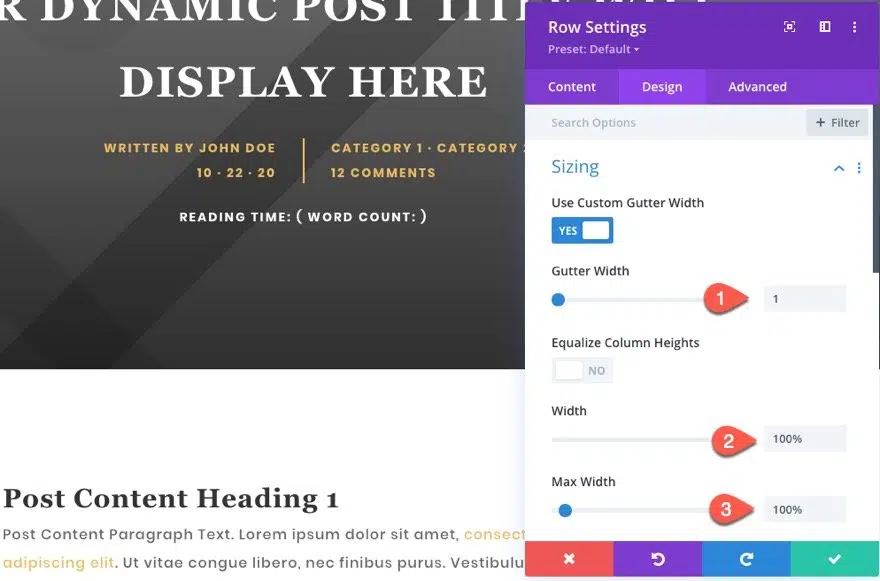 R DYNAMIC POST TITLE WILL
DISPLAY HERE
WRITTEN BY JOHN DOE
10 · 22 · 20
CATEGORY 1 · CATEGORY 2
12 COMMENTS
READING TIME: ( WORD COUNT: )
Post Content Heading 1
Post Content Paragraph Text. Lorem ipsum dolor sit amet, consect
adipiscing elit. Ut vitae congue libero, nec finibus purus. Vestibulu
Row Settings
Preset: Default
Content Design Advanced
Search Options + Filter
Sizing
Use Custom Gutter Width
YES
Gutter Width
1 1
Equalize Column Heights
NO
Width
2 100%
Max Width
3 100%